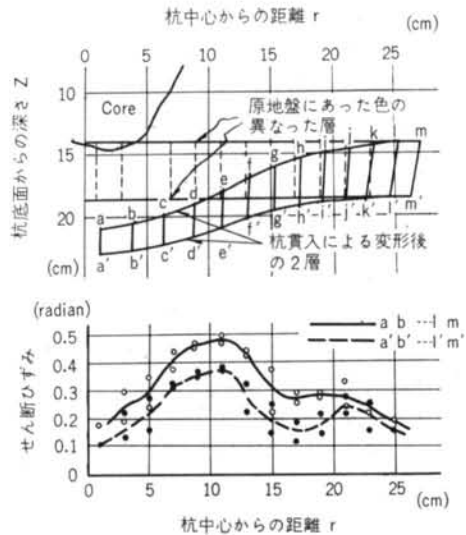 杭中心からの距離 r
0 5 10 15 20 25 (cm)
10
Core
原地盤にあった色の
異なった層
15
20
(cm)
杭底面からの深さ Z
a b c d e f g h i j k l m
a' b' c' d' e' f' g' h' i' j' k' l' m'
杭貫入による変形後
の2層
(radian)
a b ---l m
a'b'---l'm'
0.5
0.4
0.3
0.2
0.1
0
せん断ひずみ
0 5 10 15 20 25
(cm)
杭中心からの距離 r